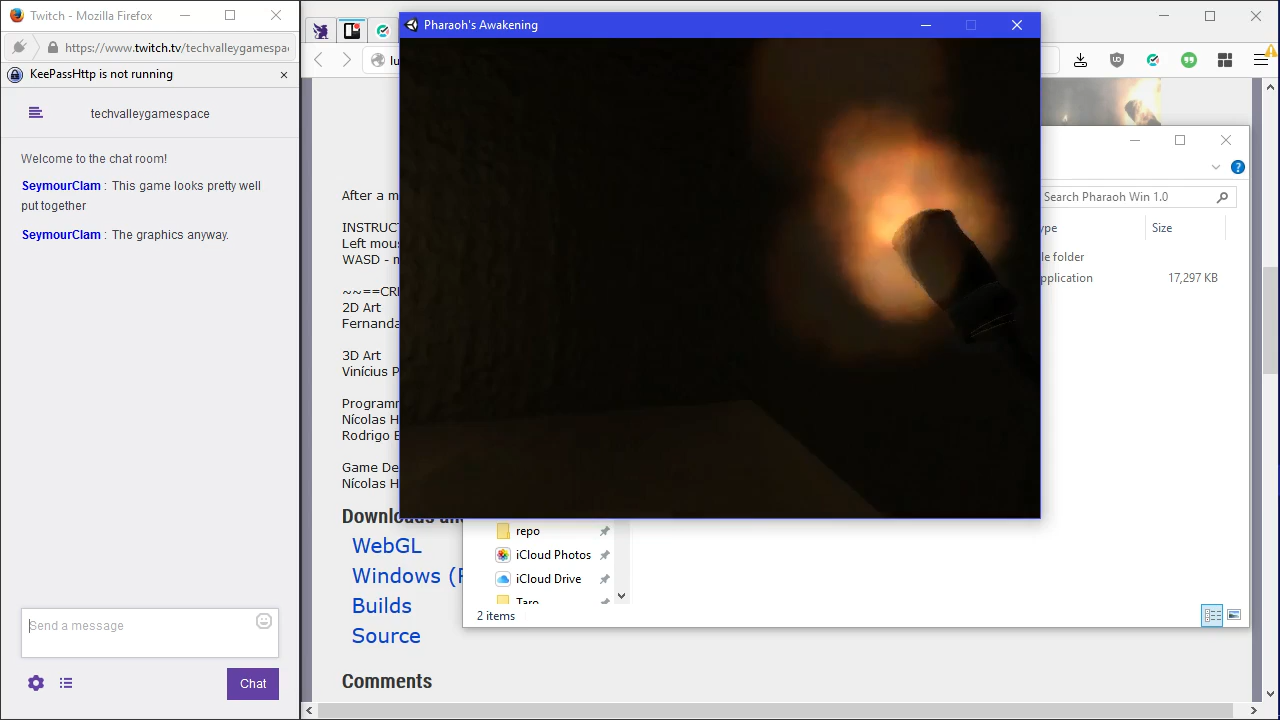 Twitch - Mozilla Firefox
https://www.twitch.tv/techvalleygamespa
KeePassHttp is not running
techvalleygamespace
Welcome to the chat room!
SeymourClam : This game looks pretty well
put together
SeymourClam : The graphics anyway.
Send a message
Chat
Pharaoh's Awakening
After a m
INSTRUCT
Left mous
WASD - m
~~==CRE
2D Art
Fernanda
3D Art
Vinícius P
Programm
Nícolas H
Rodrigo B
Game De
Nícolas H
Downloads an
WebGL
Windows (
Builds
Source
Comments
Search Pharaoh Win 1.0
ype
Size
le folder
pplication
17,297 KB
repo
iCloud Photos
iCloud Drive
Taro
2 items